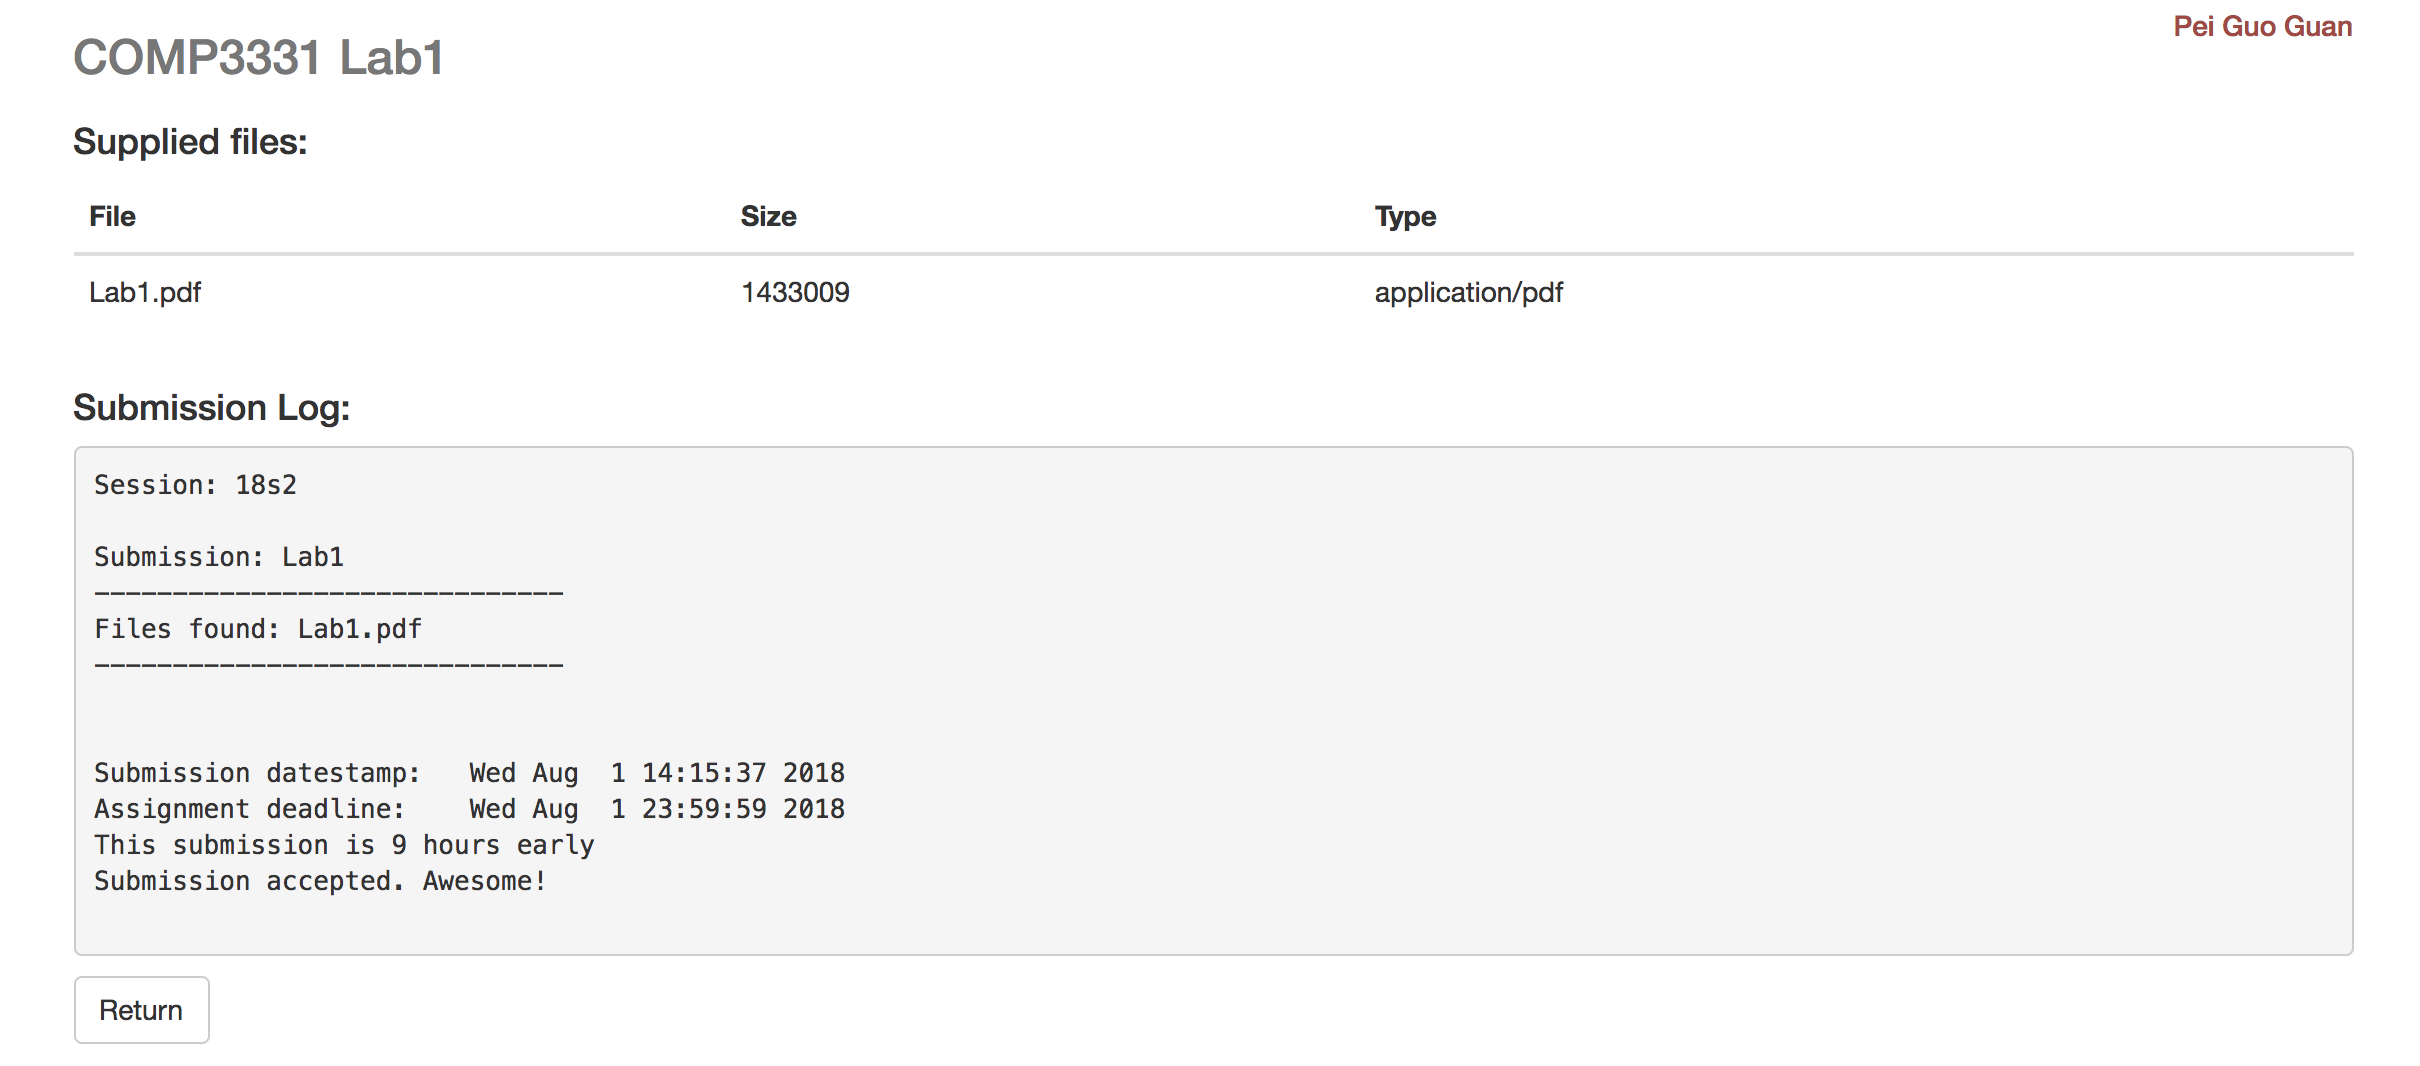 Pei Guo Guan
COMP3331 Lab1
Supplied files:
File Size Type
Lab1.pdf 1433009 application/pdf
Submission Log:
Session: 18s2
Submission: Lab1
------------------------------
Files found: Lab1.pdf
------------------------------
Submission datestamp:   Wed Aug  1 14:15:37 2018
Assignment deadline:    Wed Aug  1 23:59:59 2018
This submission is 9 hours early
Submission accepted. Awesome!
Return